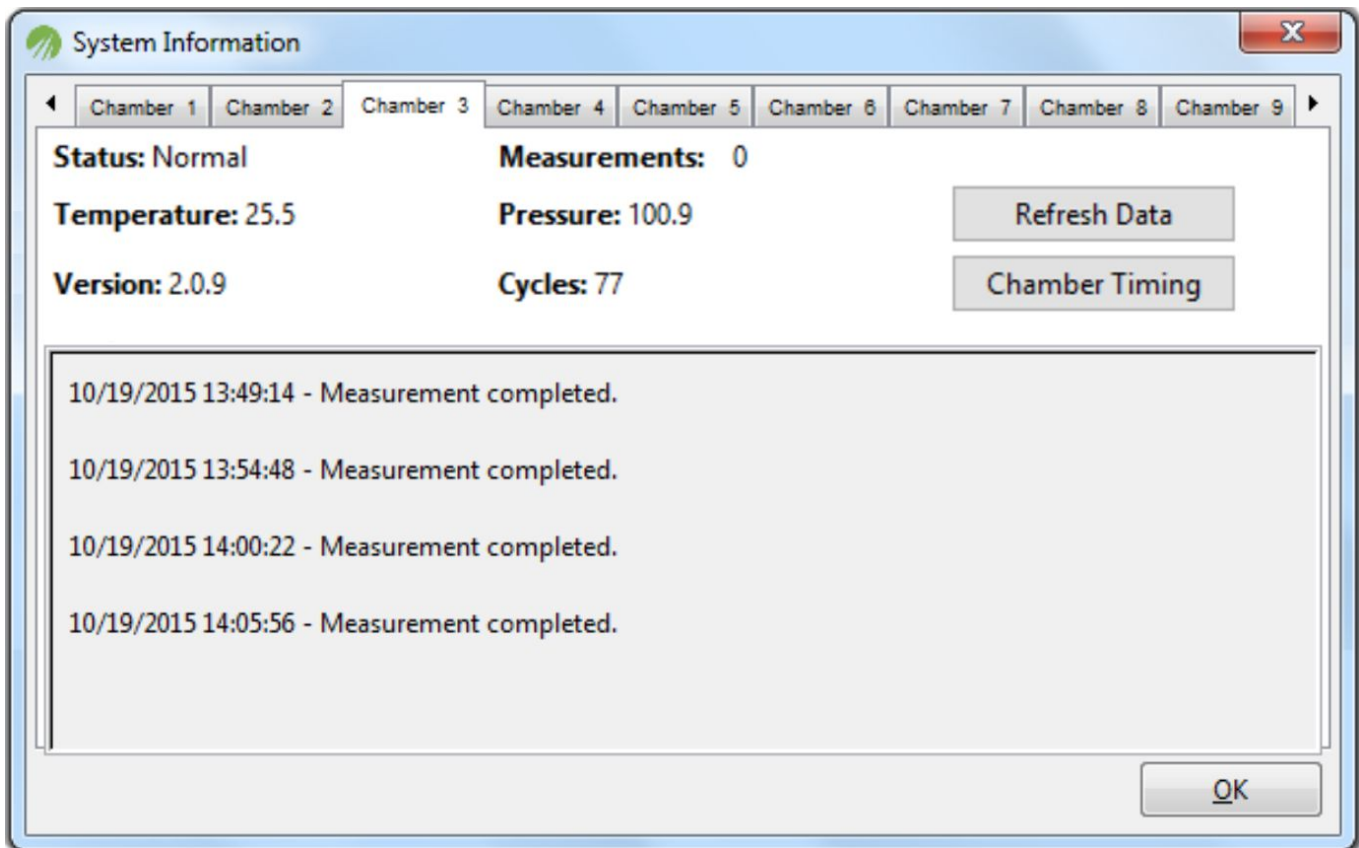 System Information
Chamber 1 Chamber 2 Chamber 3 Chamber 4 Chamber 5 Chamber 6 Chamber 7 Chamber 8 Chamber 9
Status: Normal Measurements: 0
Temperature: 25.5 Pressure: 100.9 Refresh Data
Version: 2.0.9 Cycles: 77 Chamber Timing
10/19/2015 13:49:14 - Measurement completed.
10/19/2015 13:54:48 - Measurement completed.
10/19/2015 14:00:22 - Measurement completed.
10/19/2015 14:05:56 - Measurement completed.
OK